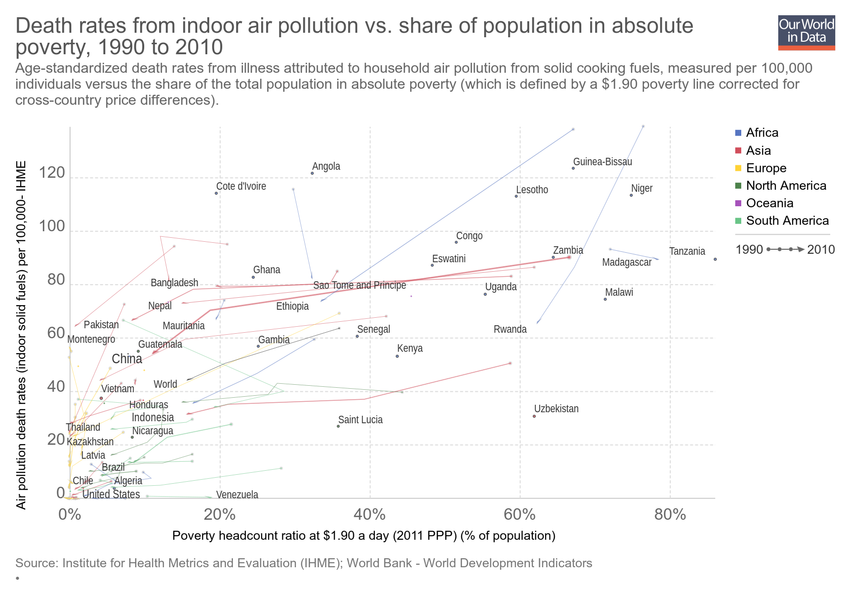 Death rates from indoor air pollution vs. share of population in absolute
poverty, 1990 to 2010
Our World
in Data
Age-standardized death rates from illness attributed to household air pollution from solid cooking fuels, measured per 100,000
individuals versus the share of the total population in absolute poverty (which is defined by a $1.90 poverty line corrected for
cross-country price differences).
Air pollution death rates (indoor solid fuels) per 100,000- IHME
120
100
80
60
40
20
0
Angola
Guinea-Bissau
Cote d'Ivoire
Lesotho
Niger
Congo
Zambia
Tanzania
Eswatini
Madagascar
Ghana
Bangladesh
Sao Tome and Principe
Uganda
Malawi
Nepal
Ethiopia
Pakistan
Mauritania
Senegal
Rwanda
Montenegro
Guatemala
Gambia
Kenya
China
World
Vietnam
Honduras
Uzbekistan
Indonesia
Saint Lucia
Thailand
Nicaragua
Kazakhstan
Latvia
Brazil
Chile
Algeria
United States
Venezuela
0%
20%
40%
60%
80%
Poverty headcount ratio at $1.90 a day (2011 PPP) (% of population)
Africa
Asia
Europe
North America
Oceania
South America
1990
2010
Source: Institute for Health Metrics and Evaluation (IHME); World Bank - World Development Indicators
•